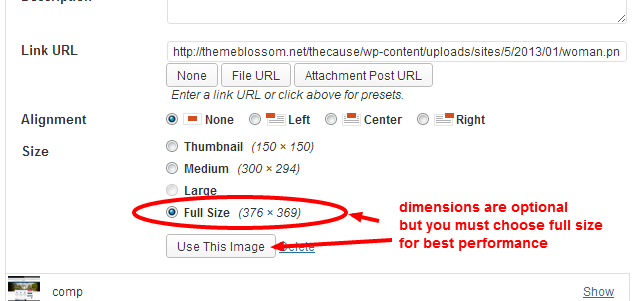 Description
Link URL
http://themeblossom.net/thecause/wp-content/uploads/sites/5/2013/01/woman.pn
None File URL Attachment Post URL
Enter a link URL or click above for presets.
Alignment None Left Center Right
Size Thumbnail (150 × 150)
Medium (300 × 294)
Large
Full Size (376 × 369)
dimensions are optional
but you must choose full size
for best performance
Use This Image Delete
comp Show